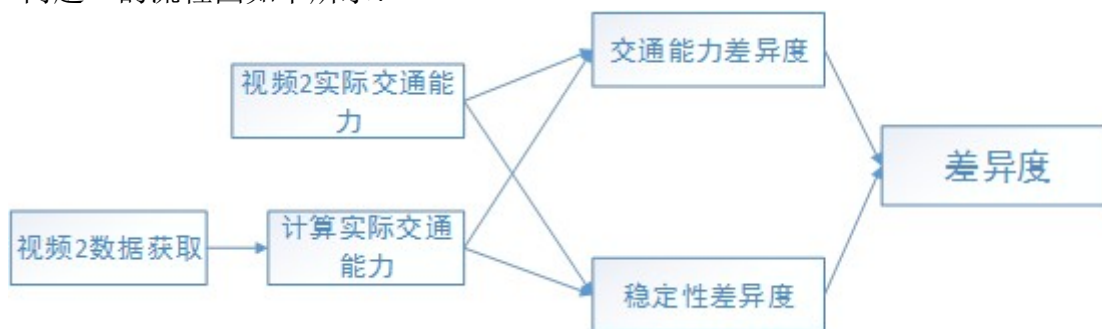 交通能力差异度
视频2实际交通能
力
差异度
视频2数据获取
计算实际交通
能力
稳定性差异度